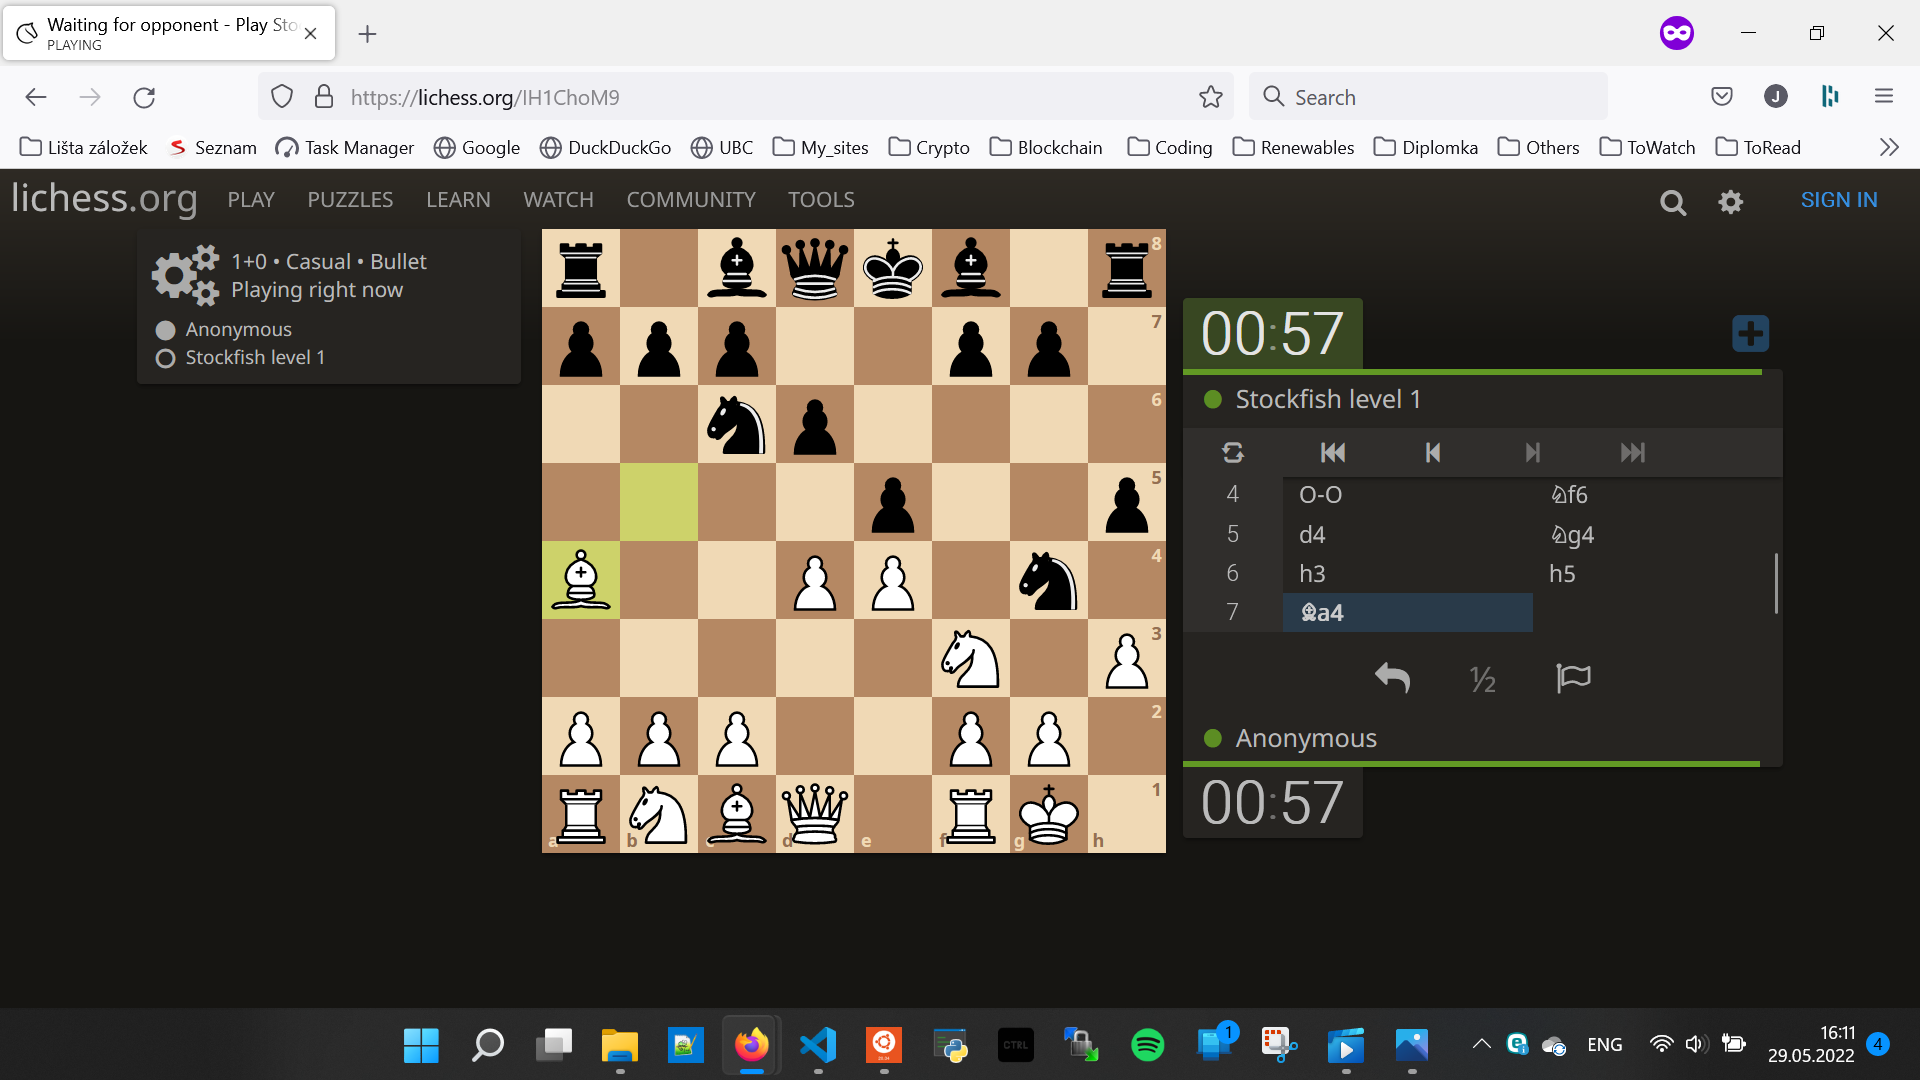 Waiting for opponent - Play Sto
PLAYING
https://lichess.org/IH1ChoM9
Search
J
Lišta záložek Seznam Task Manager Google DuckDuckGo UBC My_sites Crypto Blockchain Coding Renewables Diplomka Others ToWatch ToRead
lichess.org PLAY PUZZLES LEARN WATCH COMMUNITY TOOLS SIGN IN
1+0 • Casual • Bullet
Playing right now
Anonymous
Stockfish level 1
8
7
6
5
4
3
2
1
a b c d e f g h
00:57
Stockfish level 1
4 O-O ♘f6
5 d4 ♘g4
6 h3 h5
7 ♝a4
½
Anonymous
00:57
CTRL
1
ENG
16:11
29.05.2022
4